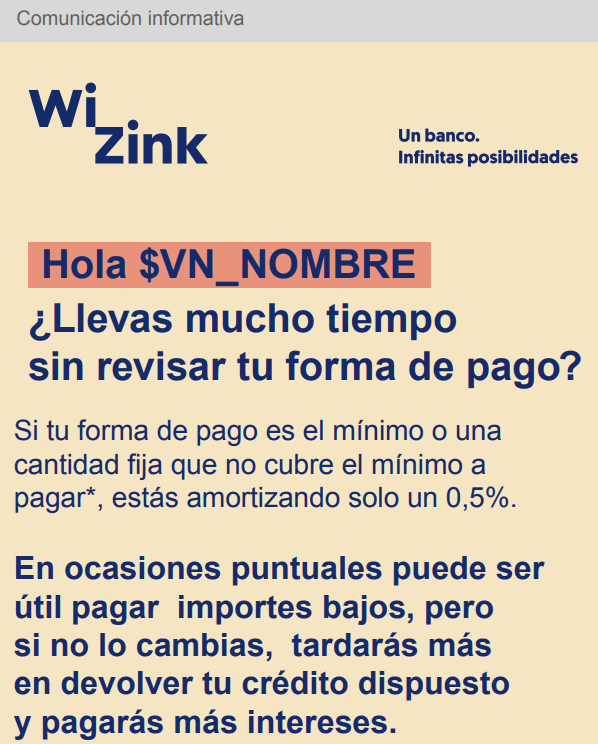 Comunicación informativa
Wi
Zink
Un banco.
Infinitas posibilidades
Hola $VN_NOMBRE
¿Llevas mucho tiempo
sin revisar tu forma de pago?
Si tu forma de pago es el mínimo o una
cantidad fija que no cubre el mínimo a
pagar*, estás amortizando solo un 0,5%.
En ocasiones puntuales puede ser
útil pagar  importes bajos, pero
si no lo cambias,  tardarás más
en devolver tu crédito dispuesto
y pagarás más intereses.